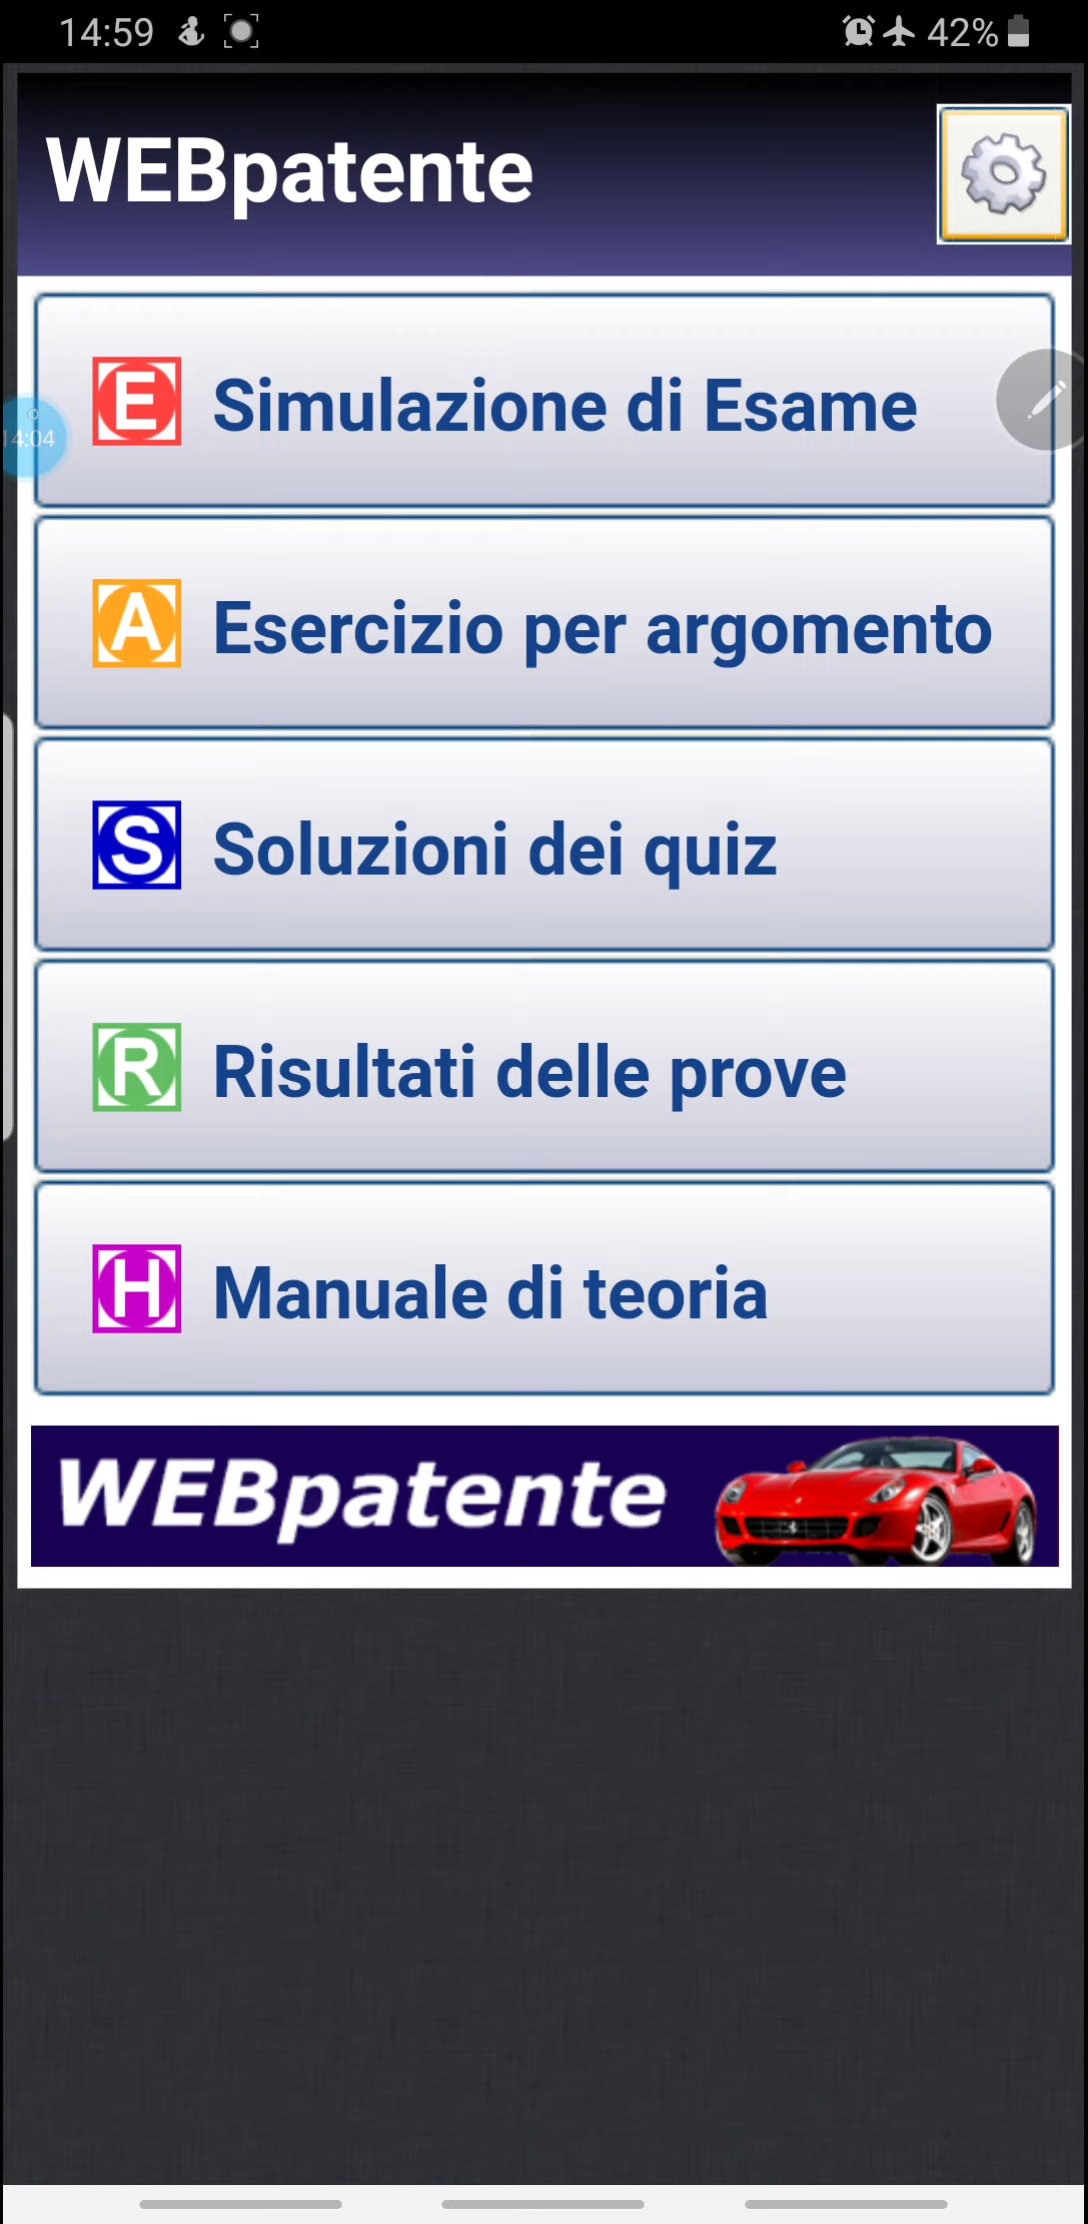 14:59 42%
WEBpatente
E Simulazione di Esame
14:04
A Esercizio per argomento
S Soluzioni dei quiz
R Risultati delle prove
H Manuale di teoria
WEBpatente